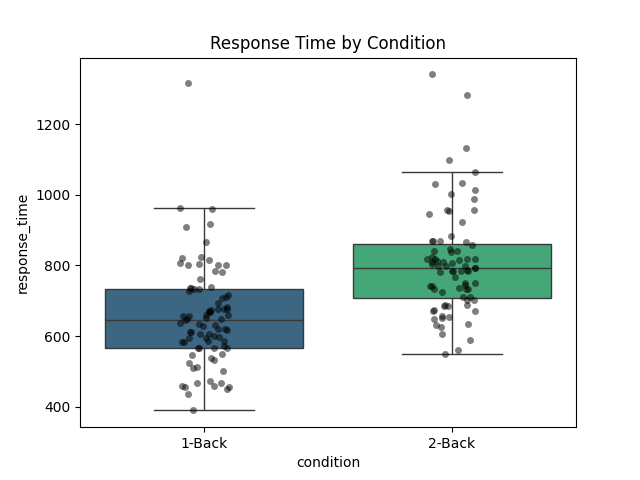 Response Time by Condition
response_time
1200
1000
800
600
400
1-Back
2-Back
condition